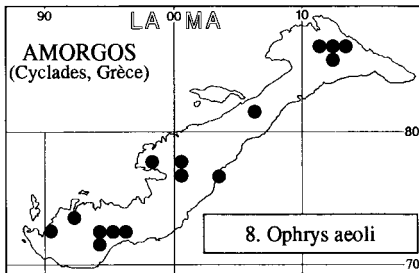 90 LA 00 MA 10
AMORGOS
(Cyclades, Grèce)
80
8. Ophrys aeoli
70